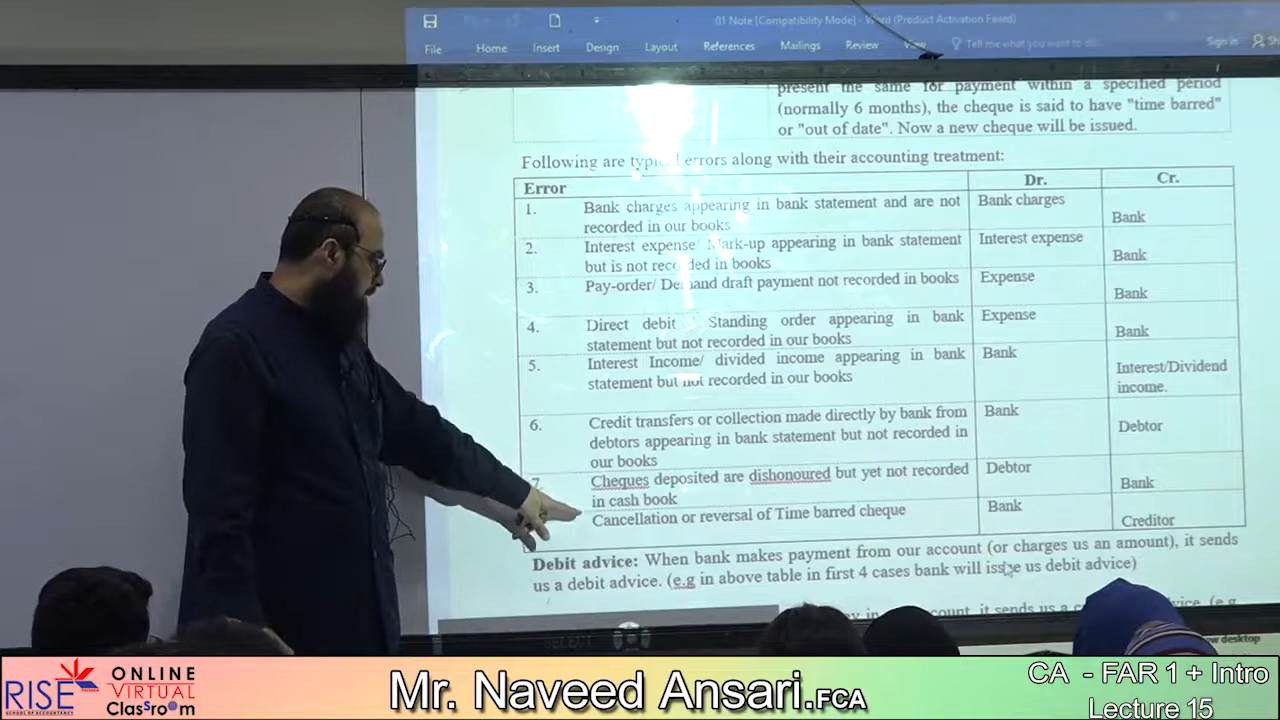 01 Note [Compatibility Mode] - Word (Product Activation Failed)
File Home Insert Design Layout References Mailings Review View Tell me what you want to do... Sign in
present the same for payment within a specified period
(normally 6 months), the cheque is said to have "time barred"
or "out of date". Now a new cheque will be issued.
Following are typical errors along with their accounting treatment:
Error Dr. Cr.
1. Bank charges appearing in bank statement and are not recorded in our books Bank charges Bank
2. Interest expense/ Mark-up appearing in bank statement but is not recorded in books Interest expense Bank
3. Pay-order/ Demand draft payment not recorded in books Expense Bank
4. Direct debit / Standing order appearing in bank statement but not recorded in our books Expense Bank
5. Interest Income/ divided income appearing in bank statement but not recorded in our books Bank Interest/Dividend income.
6. Credit transfers or collection made directly by bank from debtors appearing in bank statement but not recorded in our books Bank Debtor
7. Cheques deposited are dishonoured but yet not recorded in cash book Debtor Bank
Cancellation or reversal of Time barred cheque Bank Creditor
Debit advice: When bank makes payment from our account (or charges us an amount), it sends
us a debit advice. (e.g in above table in first 4 cases bank will issue us debit advice)
count, it sends us a
desktop
RISE
SCHOOL OF ACCOUNTANCY
ONLINE
VIRTUAL
Classroom
Mr. Naveed Ansari.FCA
CA - FAR 1 + Intro
Lecture 15